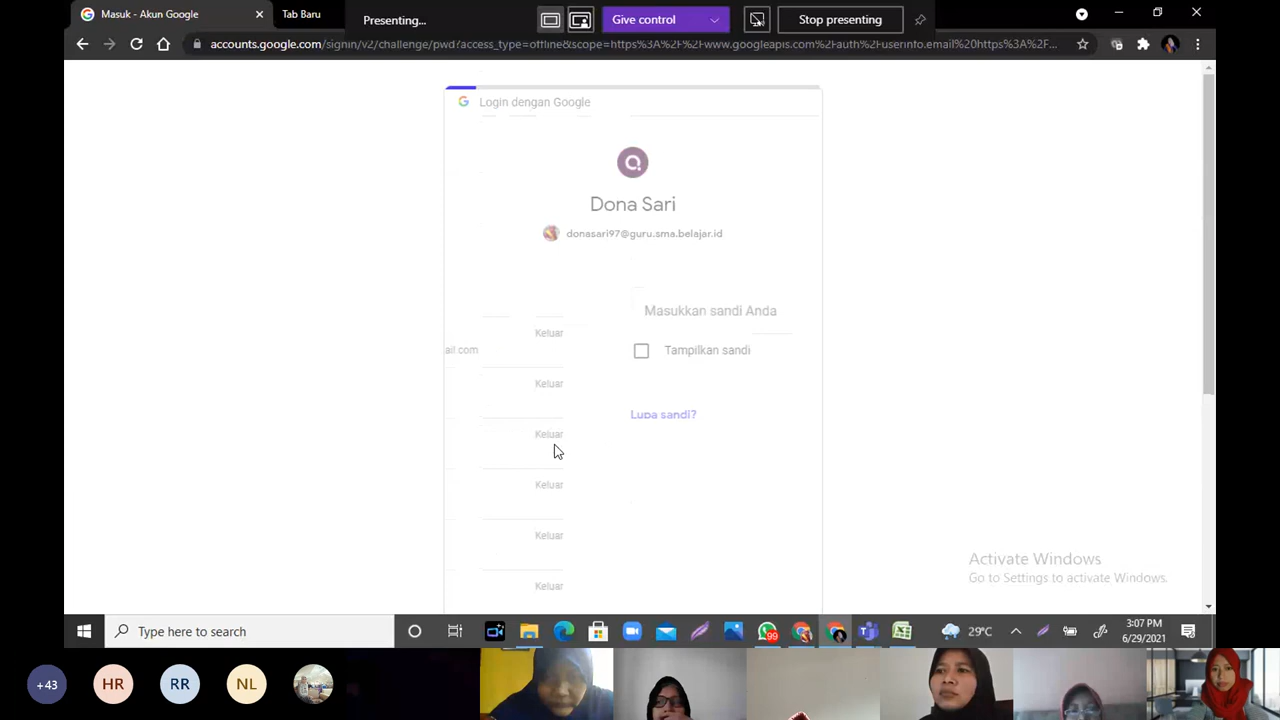 Masuk - Akun Google
Tab Baru
Presenting...
Give control
Stop presenting
accounts.google.com/signin/v2/challenge/pwd?access_type=offline&scope=https%3A%2F%2Fwww.googleapis.com%2Fauth%2Fuserinfo.email%20https%3A%2F%2F...
Login dengan Google
Dona Sari
donasari97@guru.sma.belajar.id
Masukkan sandi Anda
Keluar
ail.com
Tampilkan sandi
Keluar
Lupa sandi?
Keluar
Keluar
Keluar
Keluar
Activate Windows
Go to Settings to activate Windows.
Type here to search
99
29°C
3:07 PM
6/29/2021
+43
HR
RR
NL